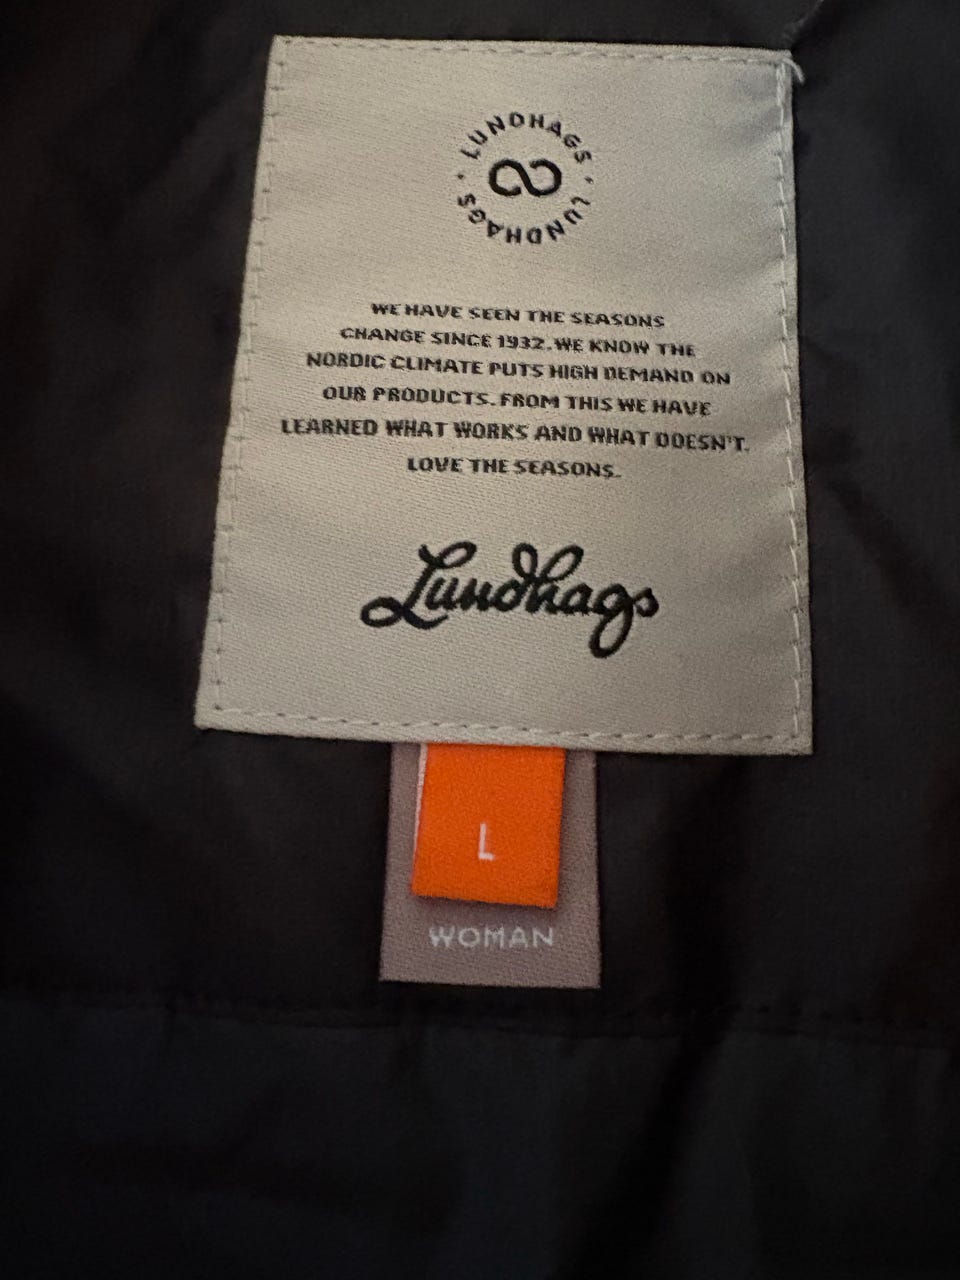 LUNDHAGS · LUNDHAGS ·
WE HAVE SEEN THE SEASONS
CHANGE SINCE 1932. WE KNOW THE
NORDIC CLIMATE PUTS HIGH DEMAND ON
OUR PRODUCTS. FROM THIS WE HAVE
LEARNED WHAT WORKS AND WHAT DOESN'T.
LOVE THE SEASONS.
Lundhags
L
WOMAN